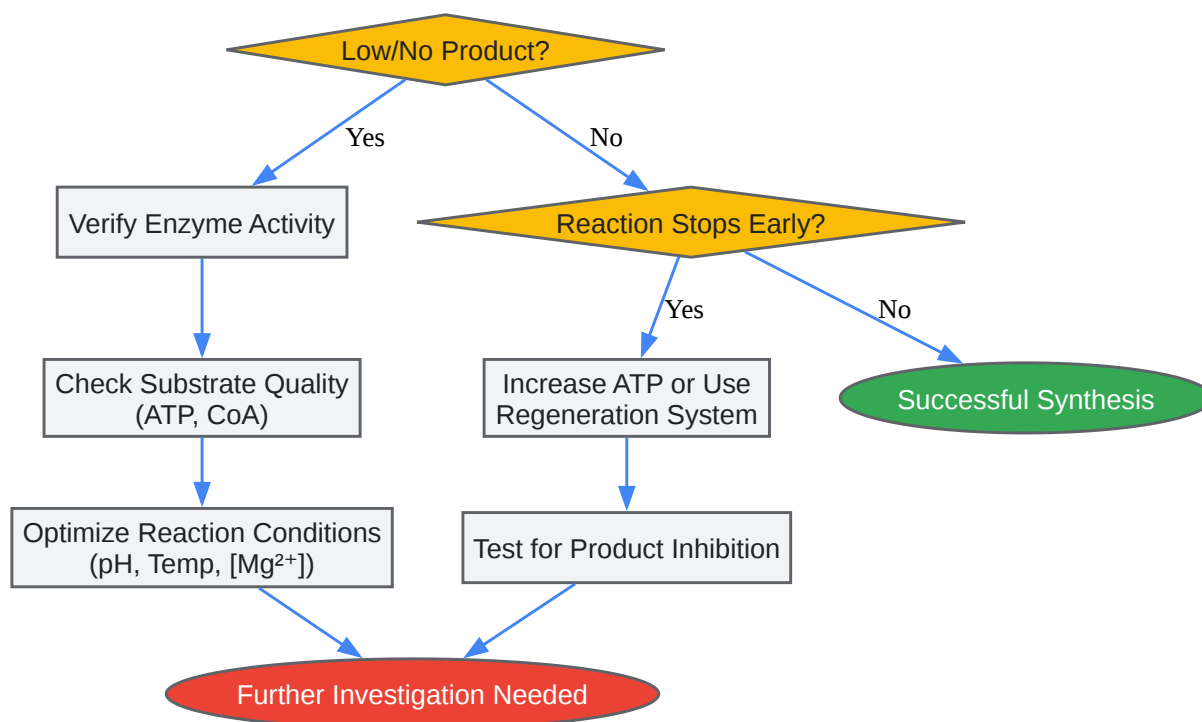 Low/No Product?
Yes
No
Verify Enzyme Activity
Reaction Stops Early?
Yes
No
Check Substrate Quality
(ATP, CoA)
Increase ATP or Use
Regeneration System
Successful Synthesis
Optimize Reaction Conditions
(pH, Temp, [Mg²⁺])
Test for Product Inhibition
Further Investigation Needed